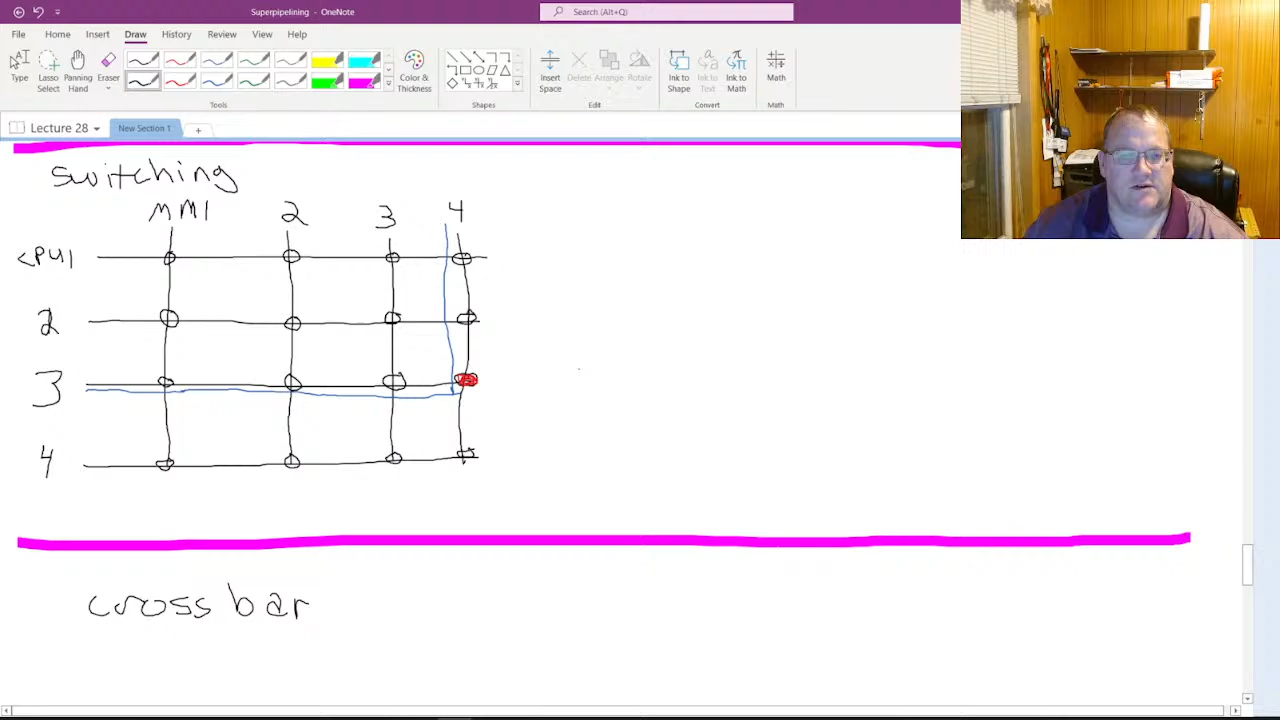 Superpipelining - OneNote
Search (Alt+Q)
File Home Insert Draw History Review View Help
Type
Lasso Select
Panning Hand
Eraser
Color & Thickness
Insert Space
Delete
Arrange
Rotate
Ink to Shape
Ink to Text
Ink to Math
Math
Tools Shapes Edit Convert Math
Lecture 28 New Section 1 +
switching
MM1 2 3 4
CPU1
2
3
4
cross bar